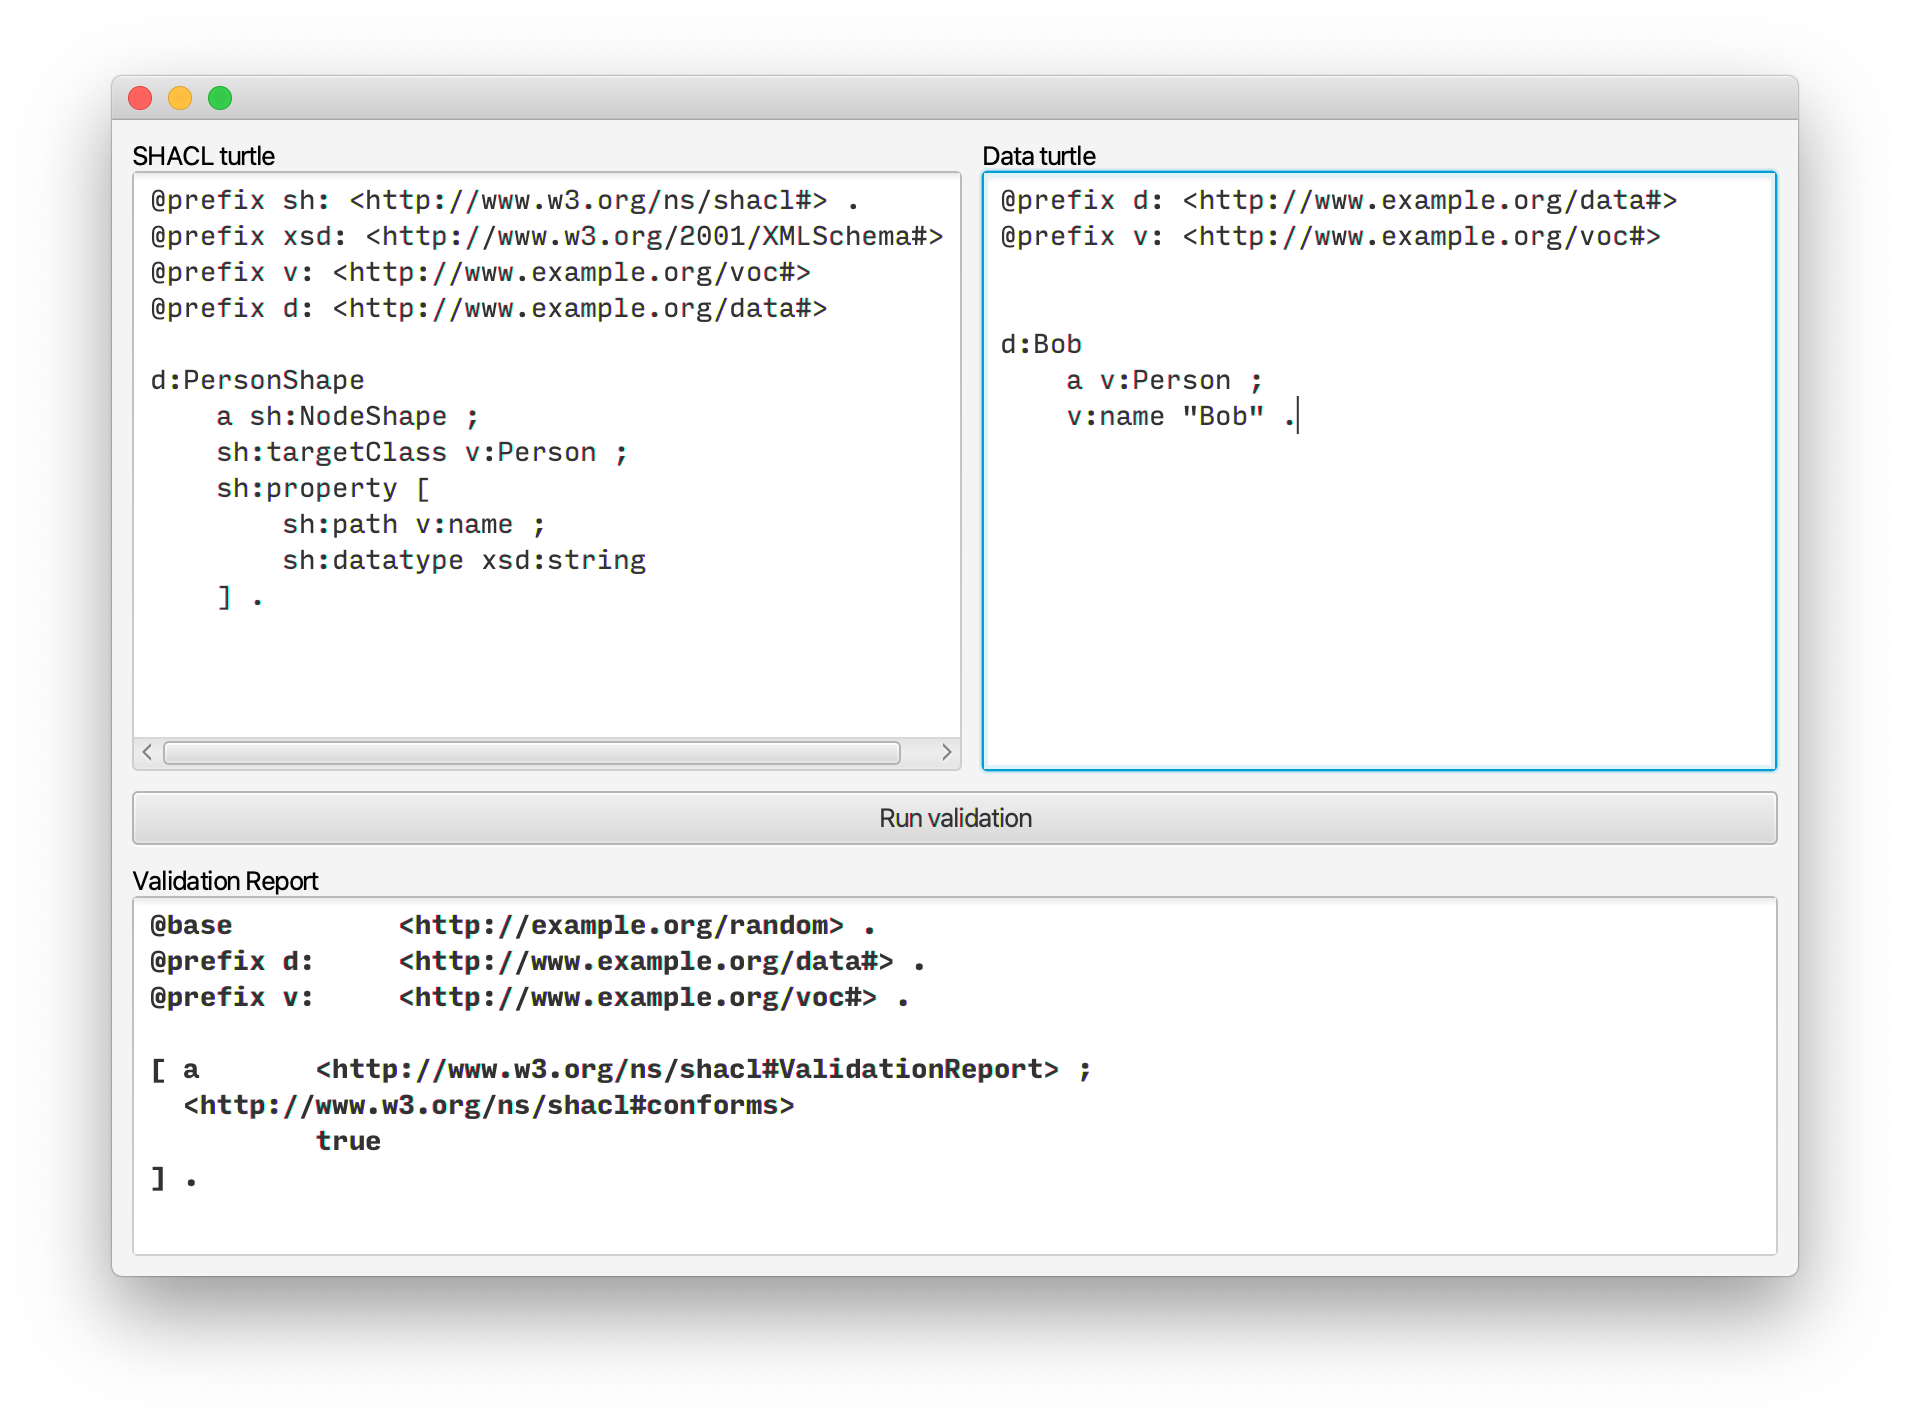 SHACL turtle
@prefix sh: <http://www.w3.org/ns/shacl#> .
@prefix xsd: <http://www.w3.org/2001/XMLSchema#>
@prefix v: <http://www.example.org/voc#>
@prefix d: <http://www.example.org/data#>
d:PersonShape
    a sh:NodeShape ;
    sh:targetClass v:Person ;
    sh:property [
        sh:path v:name ;
        sh:datatype xsd:string
    ] .
Data turtle
@prefix d: <http://www.example.org/data#>
@prefix v: <http://www.example.org/voc#>
d:Bob
    a v:Person ;
    v:name "Bob" .
Run validation
Validation Report
@base          <http://example.org/random> .
@prefix d:     <http://www.example.org/data#> .
@prefix v:     <http://www.example.org/voc#> .
[ a       <http://www.w3.org/ns/shacl#ValidationReport> ;
  <http://www.w3.org/ns/shacl#conforms>
          true
] .